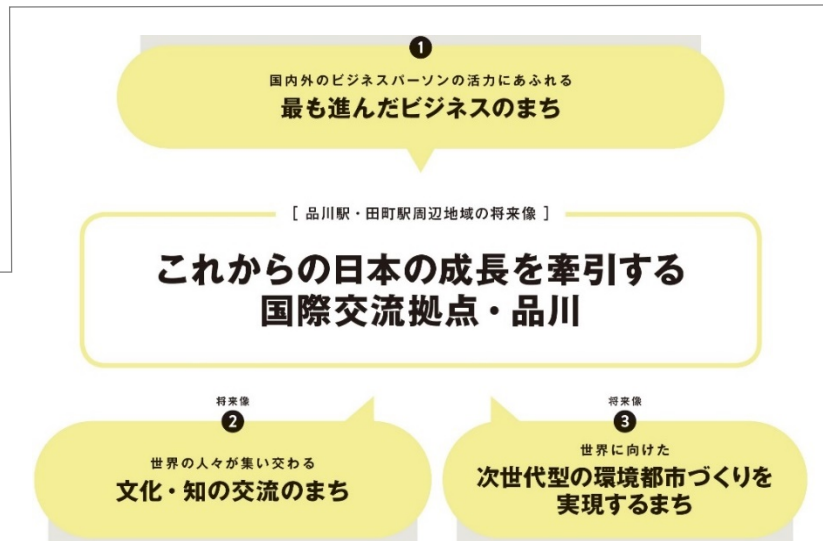 1
国内外のビジネスパーソンの活力にあふれる
最も進んだビジネスのまち
[ 品川駅・田町駅周辺地域の将来像 ]
これからの日本の成長を牽引する
国際交流拠点・品川
将来像
2
世界の人々が集い交わる
文化・知の交流のまち
将来像
3
世界に向けた
次世代型の環境都市づくりを
実現するまち